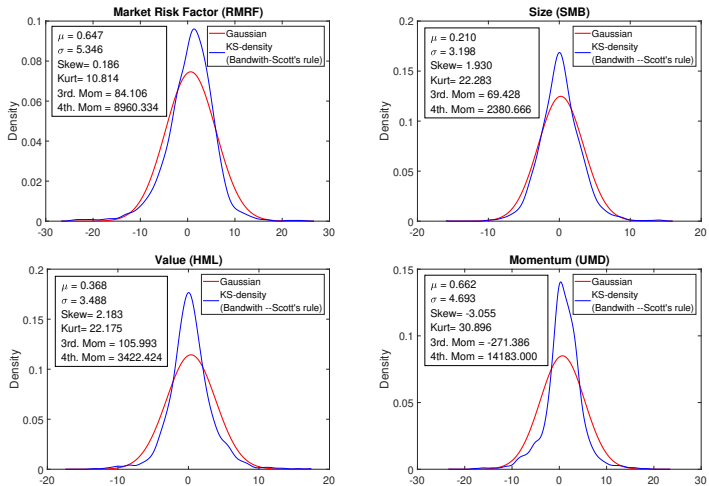 Market Risk Factor (RMRF)
μ = 0.647
σ = 5.346
Skew= 0.186
Kurt= 10.814
3rd. Mom = 84.106
4th. Mom = 8960.334
Gaussian
KS-density
(Bandwith-Scott's rule)
Density
0.1
0.08
0.06
0.04
0.02
0
-30
-20
-10
0
10
20
30
Size (SMB)
μ = 0.210
σ = 3.198
Skew= 1.930
Kurt= 22.283
3rd. Mom = 69.428
4th. Mom= 2380.666
Gaussian
KS-density
(Bandwith --Scott's rule)
Density
0.2
0.15
0.1
0.05
0
-20
-10
0
10
20
Value (HML)
μ = 0.368
σ = 3.488
Skew= 2.183
Kurt= 22.175
3rd. Mom = 105.993
4th. Mom = 3422.424
Gaussian
KS-density
(Bandwith --Scott's rule)
Density
0.2
0.15
0.1
0.05
0
-20
-10
0
10
20
Momentum (UMD)
μ = 0.662
σ = 4.693
Skew= -3.055
Kurt= 30.896
3rd. Mom = -271.386
4th. Mom = 14183.000
Gaussian
KS-density
(Bandwith --Scott's rule)
Density
0.15
0.1
0.05
0
-30
-20
-10
0
10
20
30